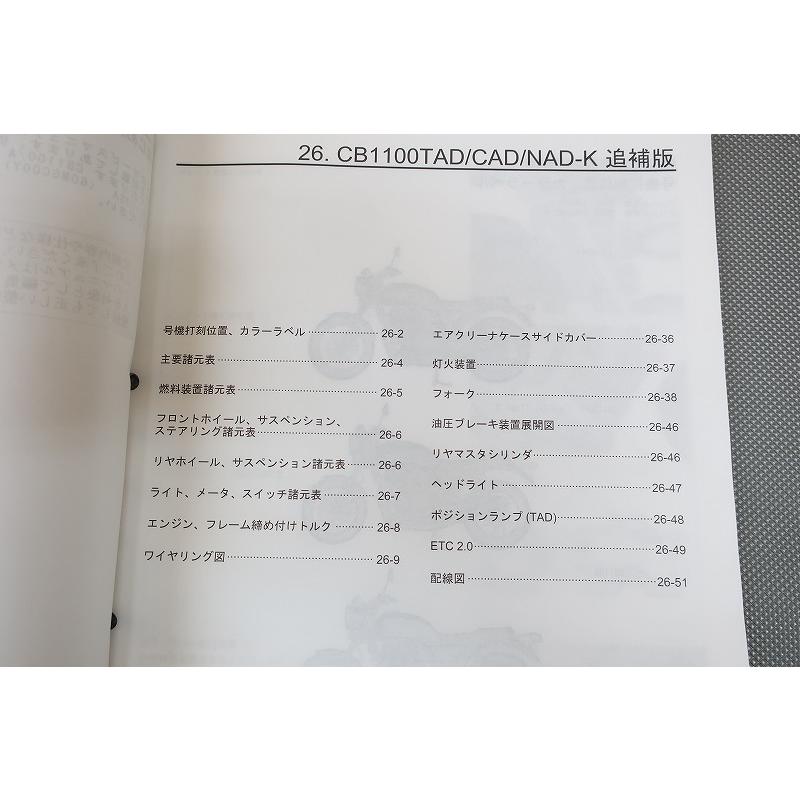 26. CB1100TAD/CAD/NAD-K 追補版
号機打刻位置、カラーラベル 26-2
主要諸元表 26-4
燃料装置諸元表 26-5
フロントホイール、サスペンション、
ステアリング諸元表 26-6
リヤホイール、サスペンション諸元表 26-6
ライト、メータ、スイッチ諸元表 26-7
エンジン、フレーム締め付けトルク 26-8
ワイヤリング図 26-9
エアクリーナケースサイドカバー 26-36
灯火装置 26-37
フォーク 26-38
油圧ブレーキ装置展開図 26-46
リヤマスタシリンダ 26-46
ヘッドライト 26-47
ポジションランプ (TAD) 26-48
ETC 2.0 26-49
配線図 26-51